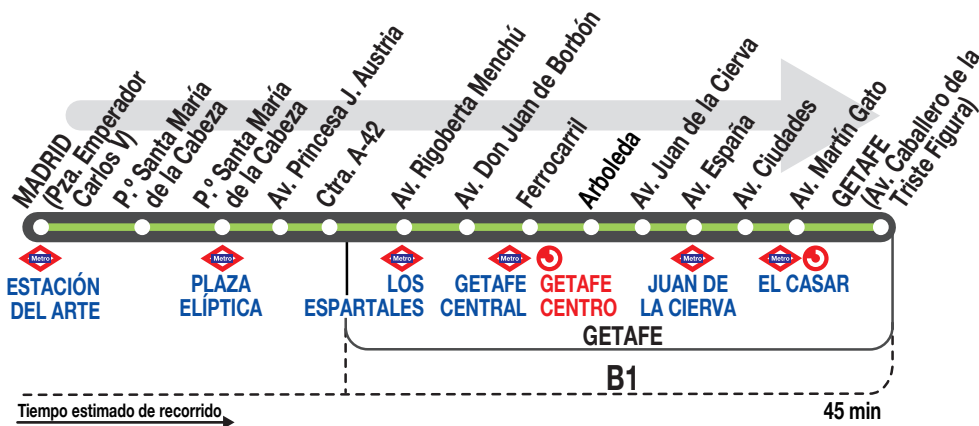 MADRID
(Pza. Emperador
Carlos V)
P.º Santa María
de la Cabeza
P.º Santa María
de la Cabeza
Av. Princesa J. Austria
Ctra. A-42
Av. Rigoberta Menchú
Av. Don Juan de Borbón
Ferrocarril
Arboleda
Av. Juan de la Cierva
Av. España
Av. Ciudades
Av. Martín Gato
GETAFE
(Av. Caballero de la
Triste Figura)
Metro
ESTACIÓN
DEL ARTE
Metro
PLAZA
ELÍPTICA
Metro
LOS
ESPARTALES
Metro
GETAFE
CENTRAL
GETAFE
CENTRO
Metro
JUAN DE
LA CIERVA
Metro
EL CASAR
GETAFE
B1
Tiempo estimado de recorrido
45 min